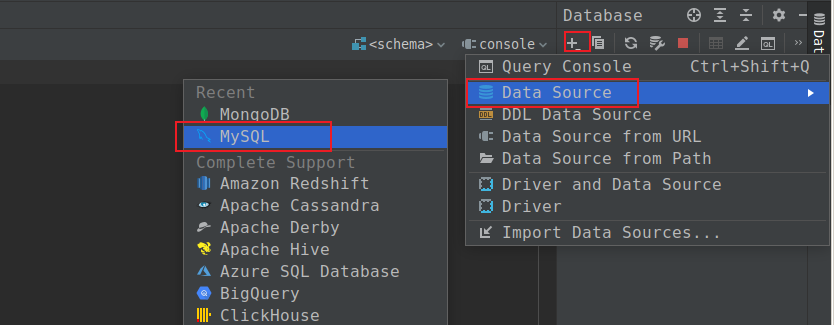 Database
<schema>
console
Query Console Ctrl+Shift+Q
Data Source
DDL Data Source
Data Source from URL
Data Source from Path
Driver and Data Source
Driver
Import Data Sources...
Recent
MongoDB
MySQL
Complete Support
Amazon Redshift
Apache Cassandra
Apache Derby
Apache Hive
Azure SQL Database
BigQuery
ClickHouse